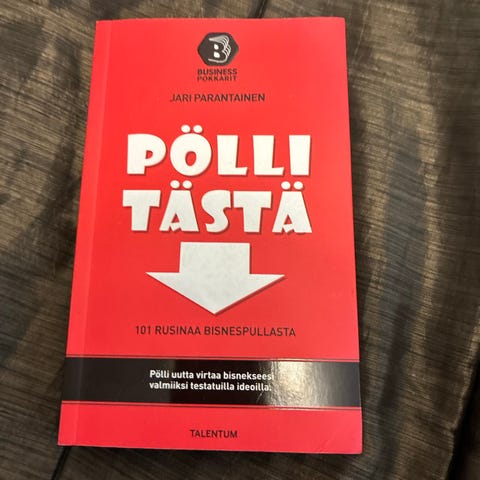 B
BUSINESS
POKKARIT
JARI PARANTAINEN
PÖLLI
TÄSTÄ
101 RUSINAA BISNESPULLASTA
Pölli uutta virtaa bisnekseesi
valmiiksi testatuilla ideoilla.
TALENTUM